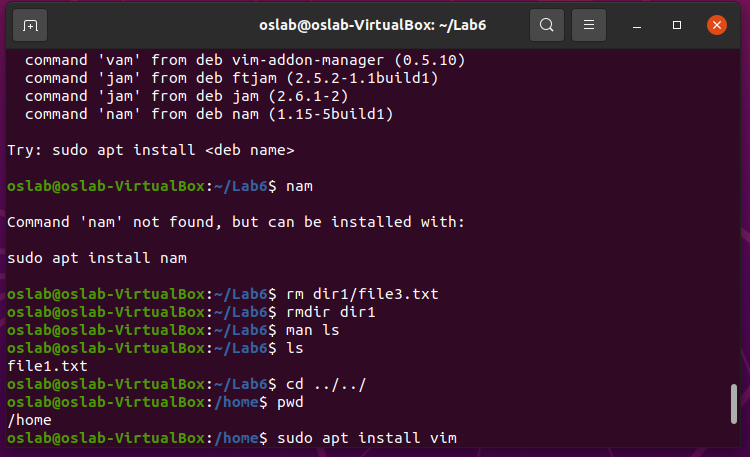 oslab@oslab-VirtualBox: ~/Lab6
command 'vam' from deb vim-addon-manager (0.5.10)
command 'jam' from deb ftjam (2.5.2-1.1build1)
command 'jam' from deb jam (2.6.1-2)
command 'nam' from deb nam (1.15-5build1)
Try: sudo apt install <deb name>
oslab@oslab-VirtualBox:~/Lab6$ nam
Command 'nam' not found, but can be installed with:
sudo apt install nam
oslab@oslab-VirtualBox:~/Lab6$ rm dir1/file3.txt
oslab@oslab-VirtualBox:~/Lab6$ rmdir dir1
oslab@oslab-VirtualBox:~/Lab6$ man ls
oslab@oslab-VirtualBox:~/Lab6$ ls
file1.txt
oslab@oslab-VirtualBox:~/Lab6$ cd ../../
oslab@oslab-VirtualBox:/home$ pwd
/home
oslab@oslab-VirtualBox:/home$ sudo apt install vim